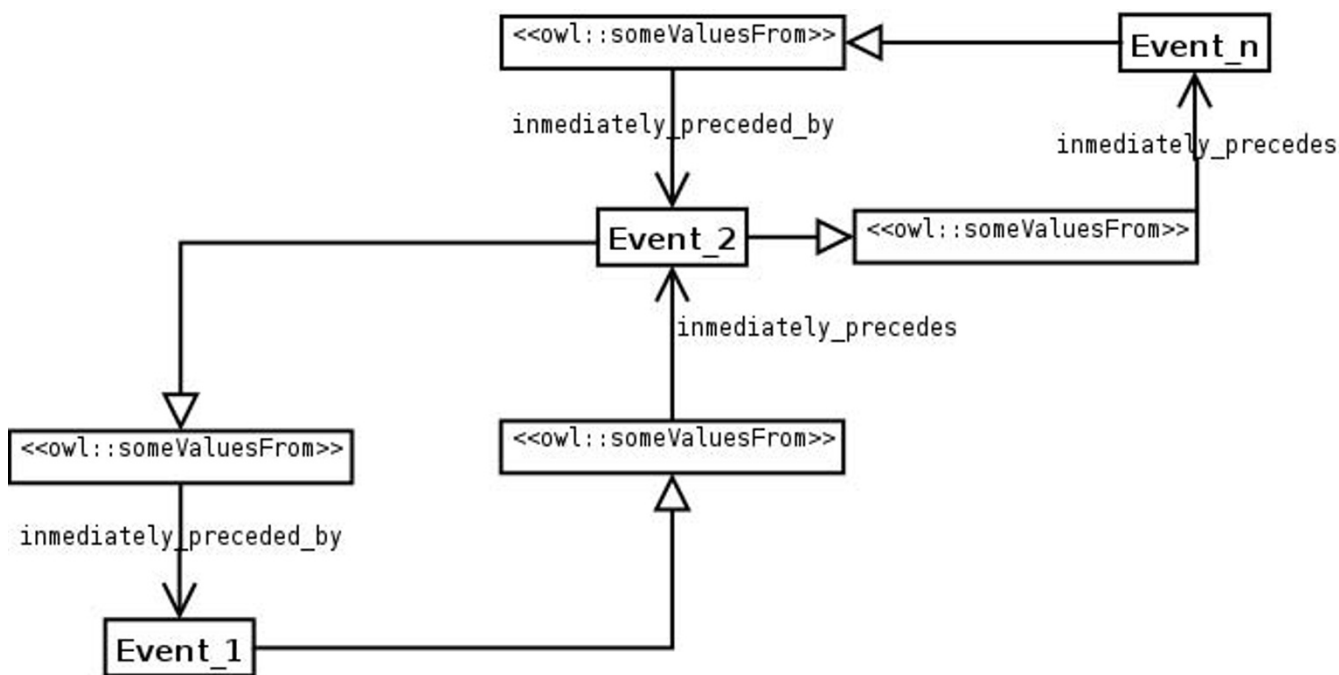 <<owl::someValuesFrom>>
Event_n
inmediately_preceded_by
inmediately_precedes
Event_2
<<owl::someValuesFrom>>
inmediately_precedes
<<owl::someValuesFrom>>
<<owl::someValuesFrom>>
inmediately_preceded_by
Event_1